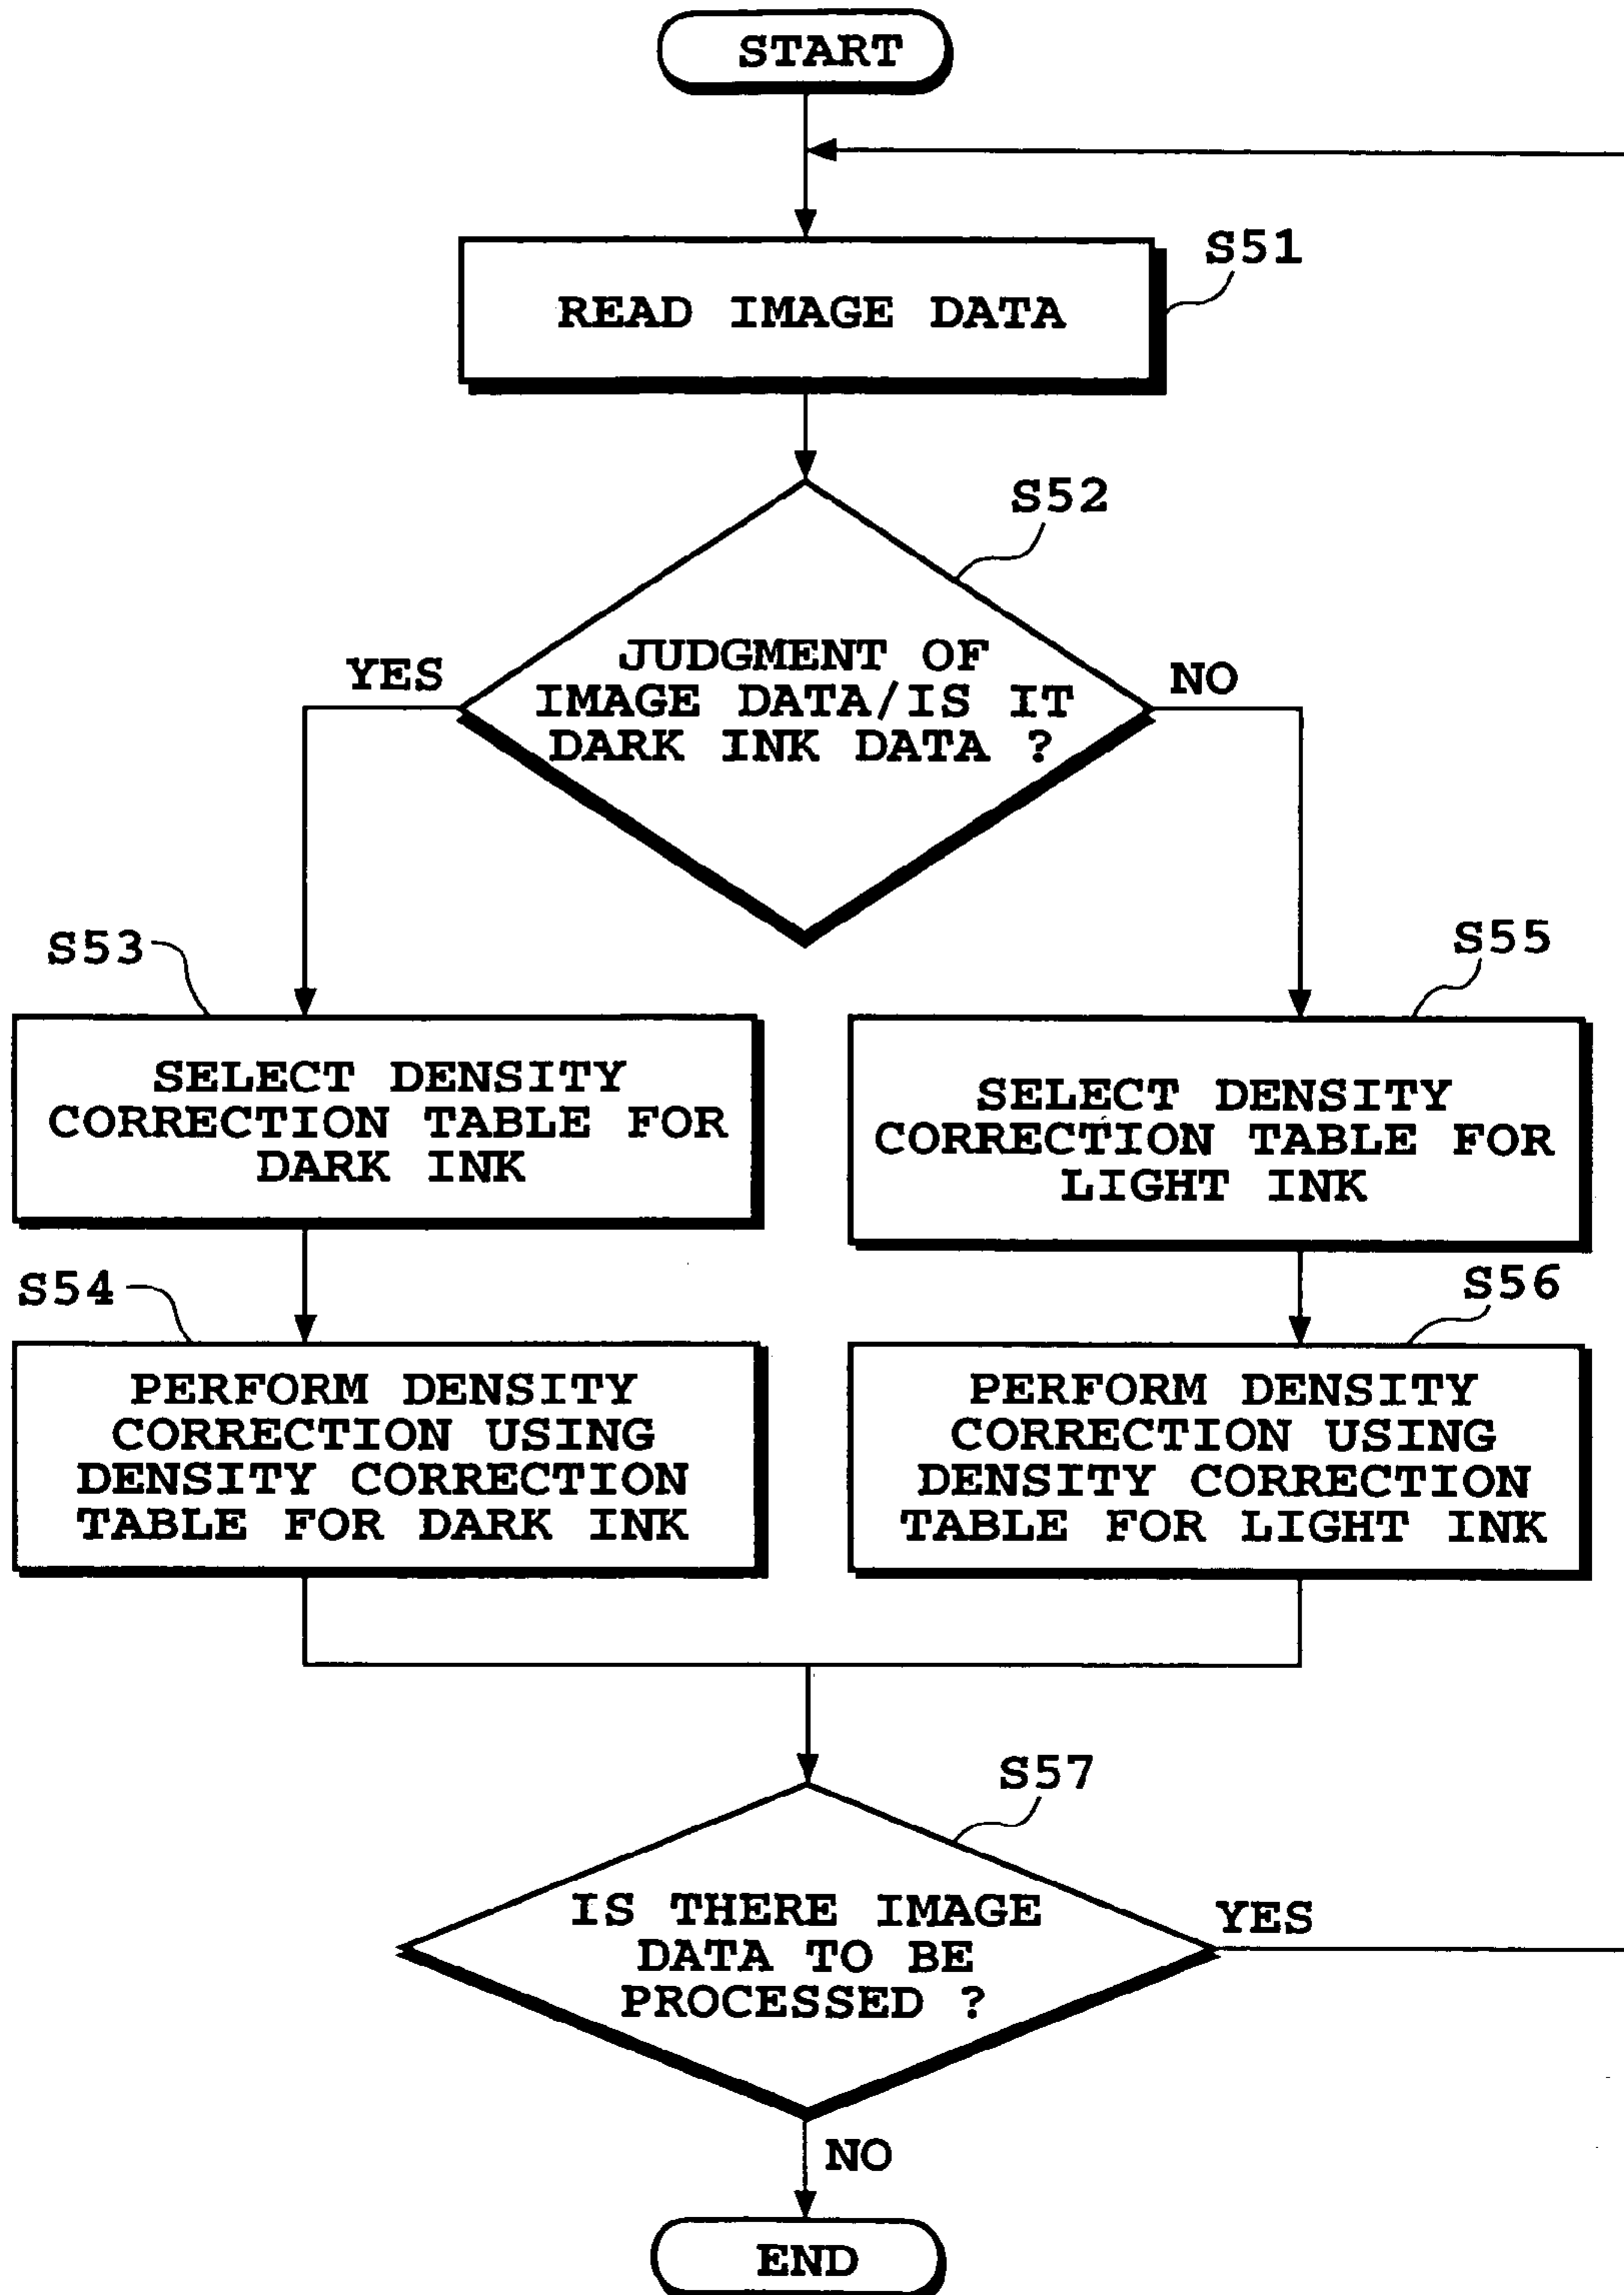 START
READ IMAGE DATA
S51
S52
JUDGMENT OF
IMAGE DATA/IS IT
DARK INK DATA ?
YES
NO
S53
SELECT DENSITY
CORRECTION TABLE FOR
DARK INK
S55
SELECT DENSITY
CORRECTION TABLE FOR
LIGHT INK
S54
PERFORM DENSITY
CORRECTION USING
DENSITY CORRECTION
TABLE FOR DARK INK
S56
PERFORM DENSITY
CORRECTION USING
DENSITY CORRECTION
TABLE FOR LIGHT INK
S57
IS THERE IMAGE
DATA TO BE
PROCESSED ?
YES
NO
END